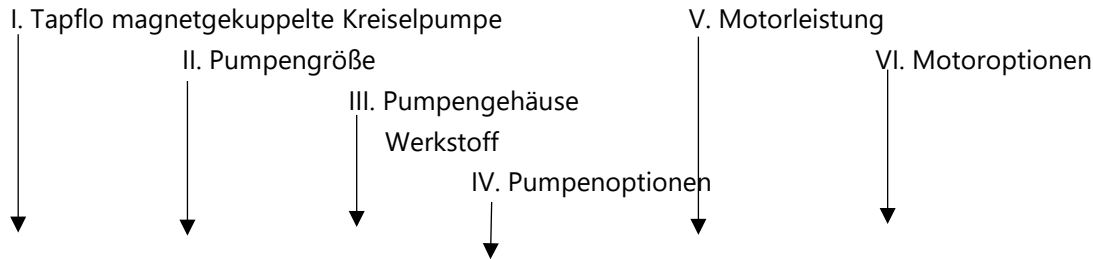 I. Tapflo magnetgekuppelte Kreiselpumpe
V. Motorleistung
II. Pumpengröße
VI. Motoroptionen
III. Pumpengehäuse
Werkstoff
IV. Pumpenoptionen